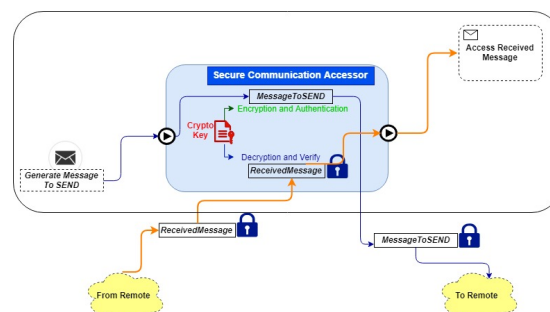 Access Received
Message
Secure Communication Accessor
MessageToSEND
Encryption and Authentication
Crypto
Key
Decryption and Verify
ReceivedMessage
Generate Message
To SEND
ReceivedMessage
MessageToSEND
From Remote
To Remote